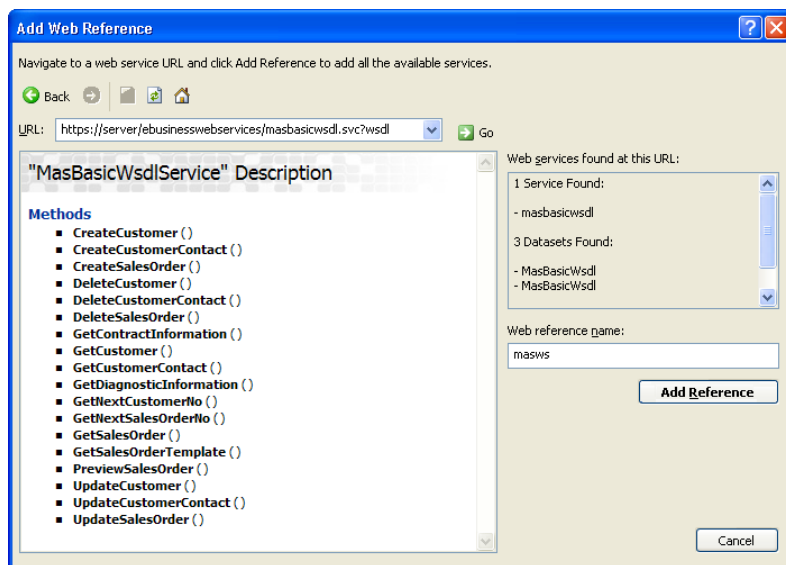 Add Web Reference
Navigate to a web service URL and click Add Reference to add all the available services.
Back
URL: https://server/ebusinesswebservices/masbasicwsdl.svc?wsdl Go
"MasBasicWsdlService" Description
Methods
CreateCustomer ( )
CreateCustomerContact ( )
CreateSalesOrder ( )
DeleteCustomer ( )
DeleteCustomerContact ( )
DeleteSalesOrder ( )
GetContractInformation ( )
GetCustomer ( )
GetCustomerContact ( )
GetDiagnosticInformation ( )
GetNextCustomerNo ( )
GetNextSalesOrderNo ( )
GetSalesOrder ( )
GetSalesOrderTemplate ( )
PreviewSalesOrder ( )
UpdateCustomer ( )
UpdateCustomerContact ( )
UpdateSalesOrder ( )
Web services found at this URL:
1 Service Found:
- masbasicwsdl
3 Datasets Found:
- MasBasicWsdl
- MasBasicWsdl
Web reference name:
masws
Add Reference
Cancel